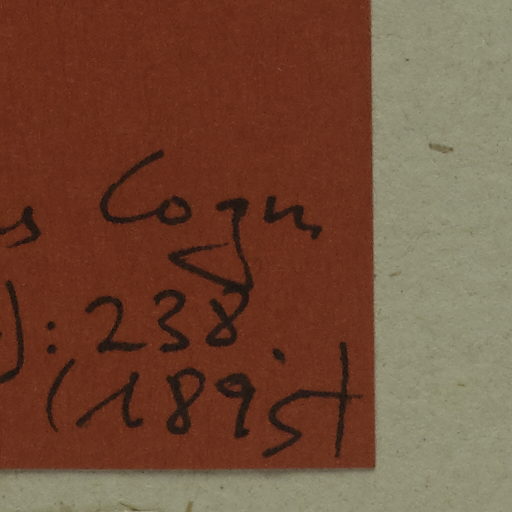 s Cogn
): 238.
(1895)